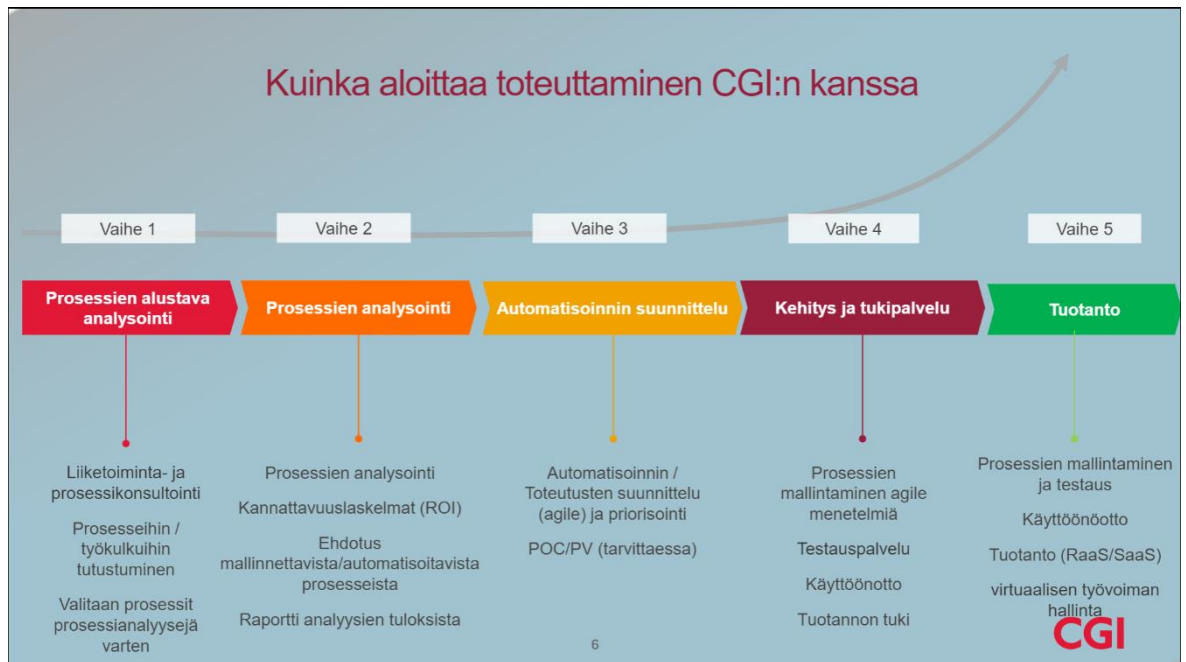 Kuinka aloittaa toteuttaminen CGI:n kanssa
Vaihe 1
Vaihe 2
Vaihe 3
Vaihe 4
Vaihe 5
Prosessien alustava
analysointi
Prosessien analysointi
Automatisoinnin suunnittelu
Kehitys ja tukipalvelu
Tuotanto
Liiketoiminta- ja
prosessikonsultointi
Prosesseihin /
työkulkuihin
tutustuminen
Valitaan prosessit
prosessianalyysejä
varten
Prosessien analysointi
Kannattavuuslaskelmat (ROI)
Ehdotus
mallinnettavista/automatisoitavista
prosesseista
Raportti analyysien tuloksista
Automatisoinnin /
Toteutusten suunnittelu
(agile) ja priorisointi
POC/PV (tarvittaessa)
Prosessien
mallintaminen agile
menetelmiä
Testauspalvelu
Käyttöönotto
Tuotannon tuki
Prosessien mallintaminen
ja testaus
Käyttöönöotto
Tuotanto (RaaS/SaaS)
virtuaalisen työvoiman
hallinta
6
CGI